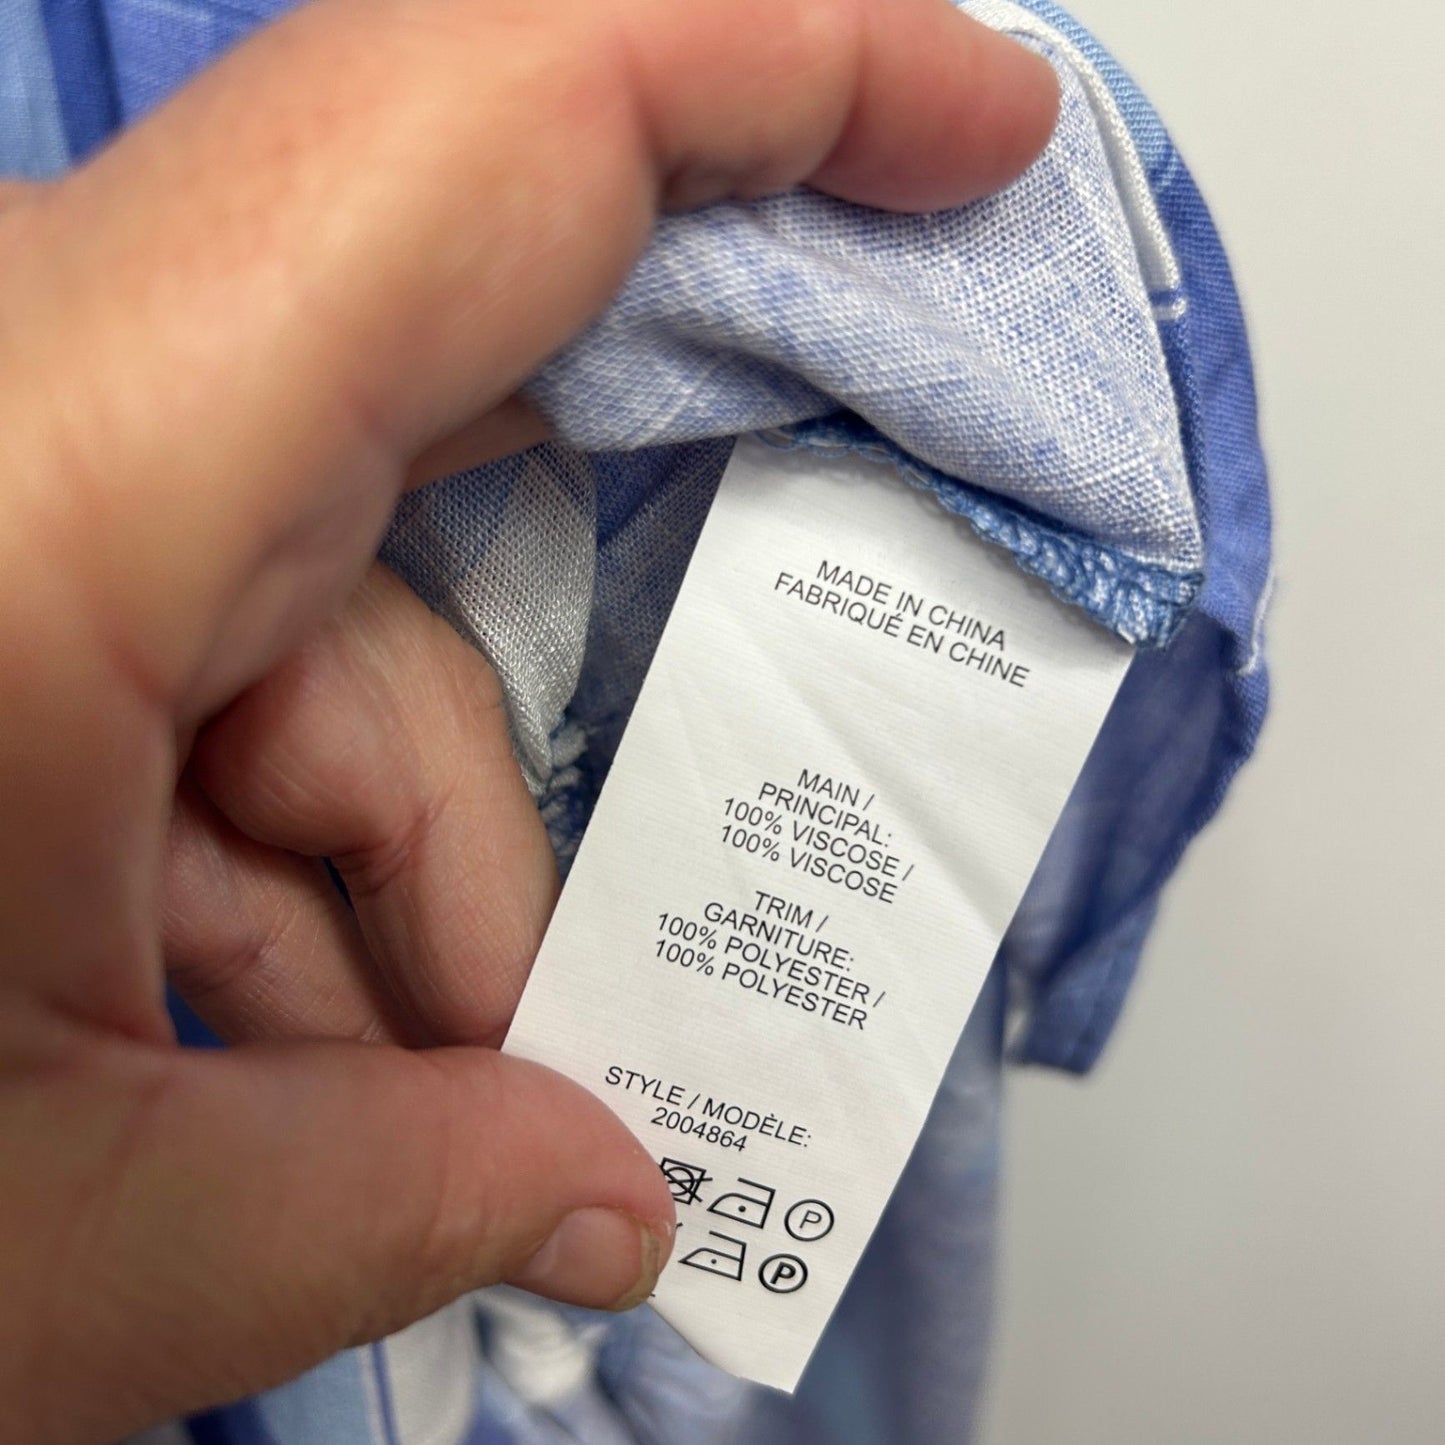 MADE IN CHINA
FABRIQUÉ EN CHINE
MAIN /
PRINCIPAL:
100% VISCOSE /
100% VISCOSE
TRIM /
GARNITURE:
100% POLYESTER /
100% POLYESTER
STYLE / MODÈLE:
2004864
P
P